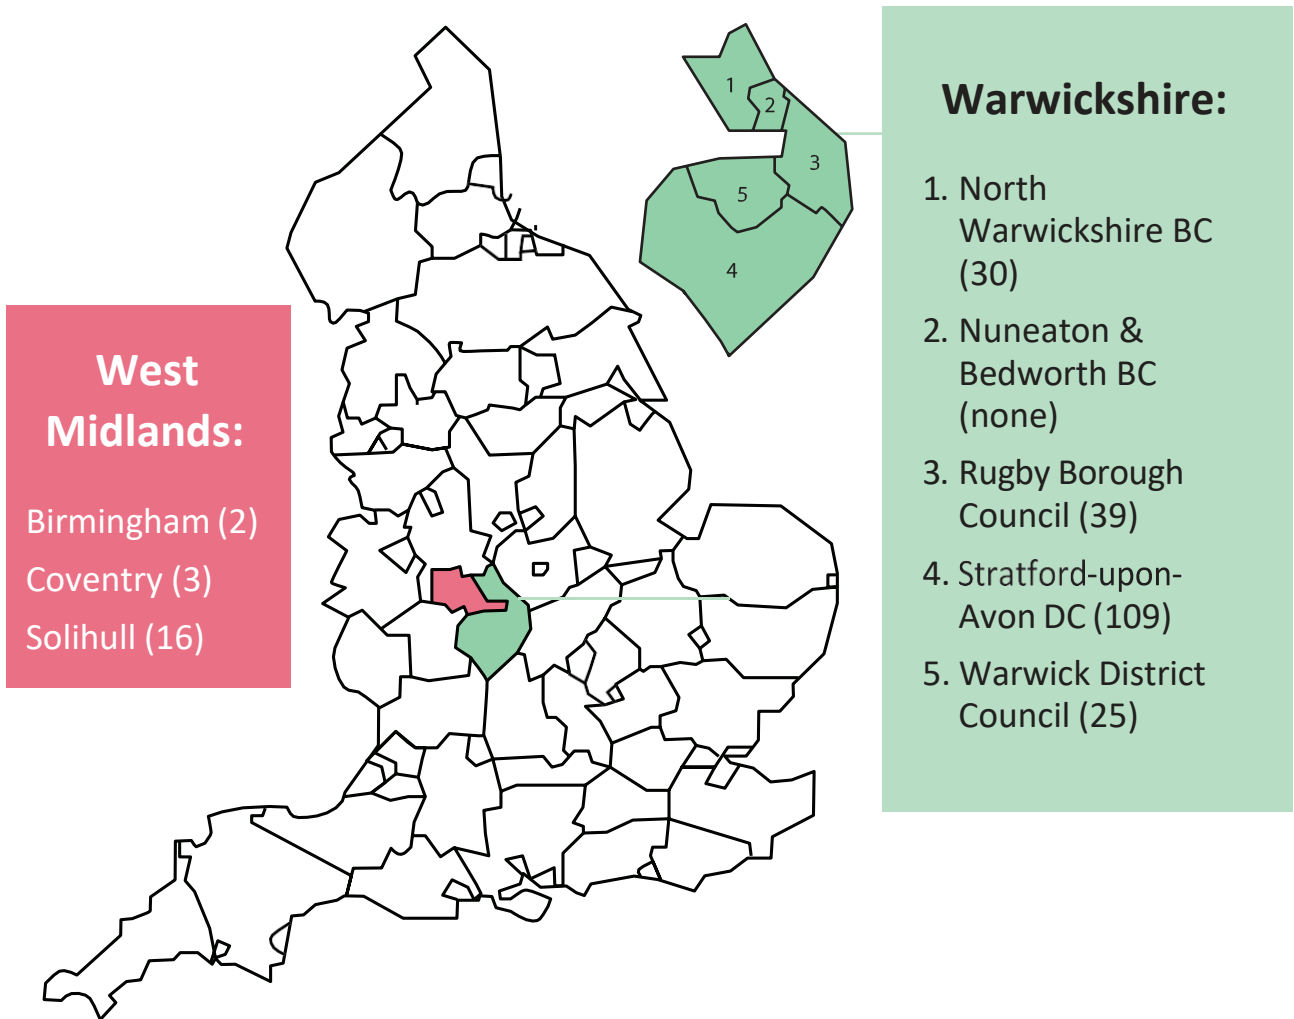 West
Midlands:
Birmingham (2)
Coventry (3)
Solihull (16)
1
2
3
5
4
Warwickshire:
1. North
Warwickshire BC
(30)
2. Nuneaton &
Bedworth BC
(none)
3. Rugby Borough
Council (39)
4. Stratford-upon-
Avon DC (109)
5. Warwick District
Council (25)